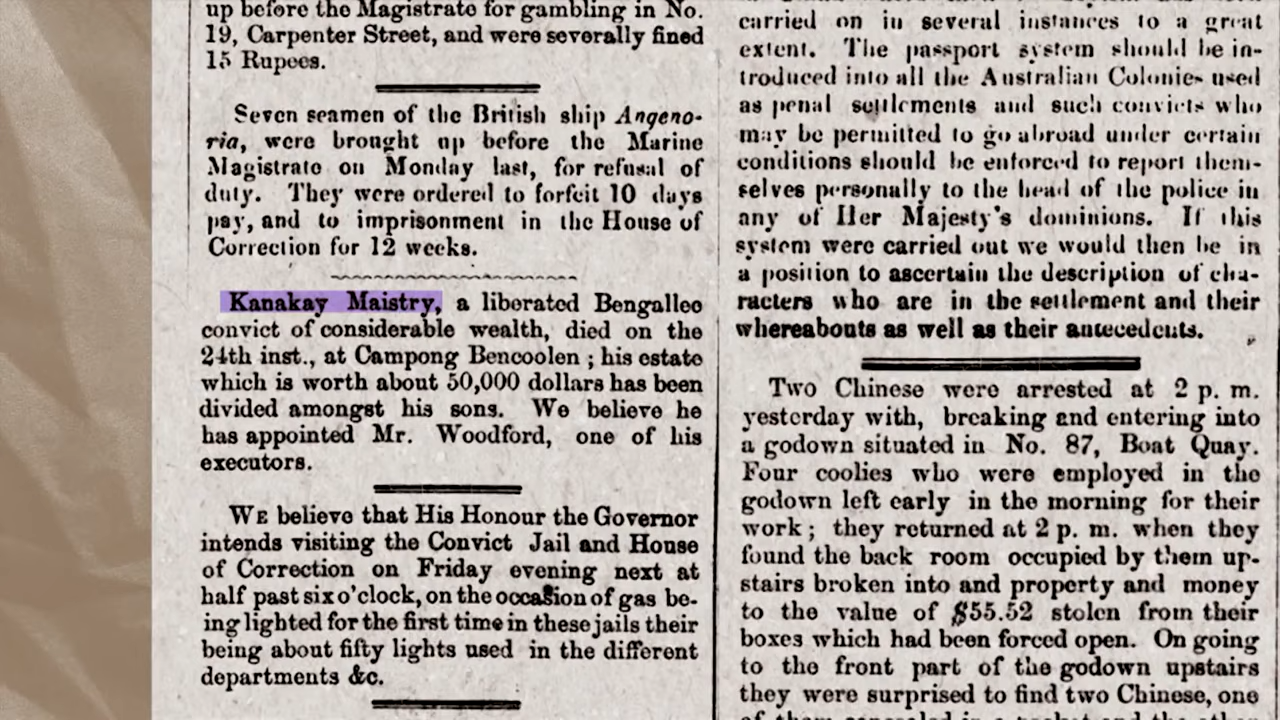 up before the Magistrate for gambling in No.
19, Carpenter Street, and were severally fined
15 Rupees.
Seven seamen of the British ship Angeno-
ria, were brought up before the Marine
Magistrate on Monday last, for refusal of
duty. They were ordered to forfeit 10 days
pay, and to imprisonment in the House of
Correction for 12 weeks.
Kanakay Maistry, a liberated Bengallee
convict of considerable wealth, died on the
24th inst., at Campong Bencoolen ; his estate
which is worth about 50,000 dollars has been
divided amongst his sons. We believe he
has appointed Mr. Woodford, one of his
executors.
WE believe that His Honour the Governor
intends visiting the Convict Jail and House
of Correction on Friday evening next at
half past six o'clock, on the occasion of gas be-
ing lighted for the first time in these jails their
being about fifty lights used in the different
departments &c.
carried on in several instances to a great
extent. The passport system should be in-
troduced into all the Australian Colonies used
as penal settlements and such convicts who
may be permitted to go abroad under certain
conditions should be enforced to report them-
selves personally to the head of the police in
any of Her Majesty's dominions. If this
system were carried out we would then be in
a position to ascertain the description of cha-
racters who are in the settlement and their
whereabouts as well as their antecedents.
Two Chinese were arrested at 2 p. m.
yesterday with, breaking and entering into
a godown situated in No. 87, Boat Quay.
Four coolies who were employed in the
godown left early in the morning for their
work ; they returned at 2 p. m. when they
found the back room occupied by them up-
stairs broken into and property and money
to the value of $55.52 stolen from their
boxes which had been forced open. On going
to the front part of the godown upstairs
they were surprised to find two Chinese, one